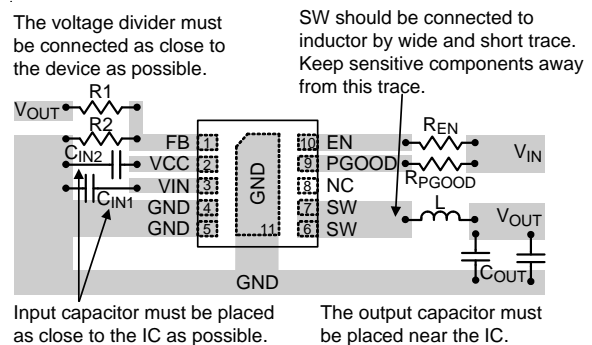 The voltage divider must
be connected as close to
the device as possible.
SW should be connected to
inductor by wide and short trace.
Keep sensitive components away
from this trace.
R1
VOUT
R2
CIN2
CIN1
FB 1
VCC 2
VIN 3
GND 4
GND 5
GND
11
10 EN
9 PGOOD
8 NC
7 SW
6 SW
REN
RPGOOD
VIN
L
VOUT
COUT
GND
Input capacitor must be placed
as close to the IC as possible.
The output capacitor must
be placed near the IC.